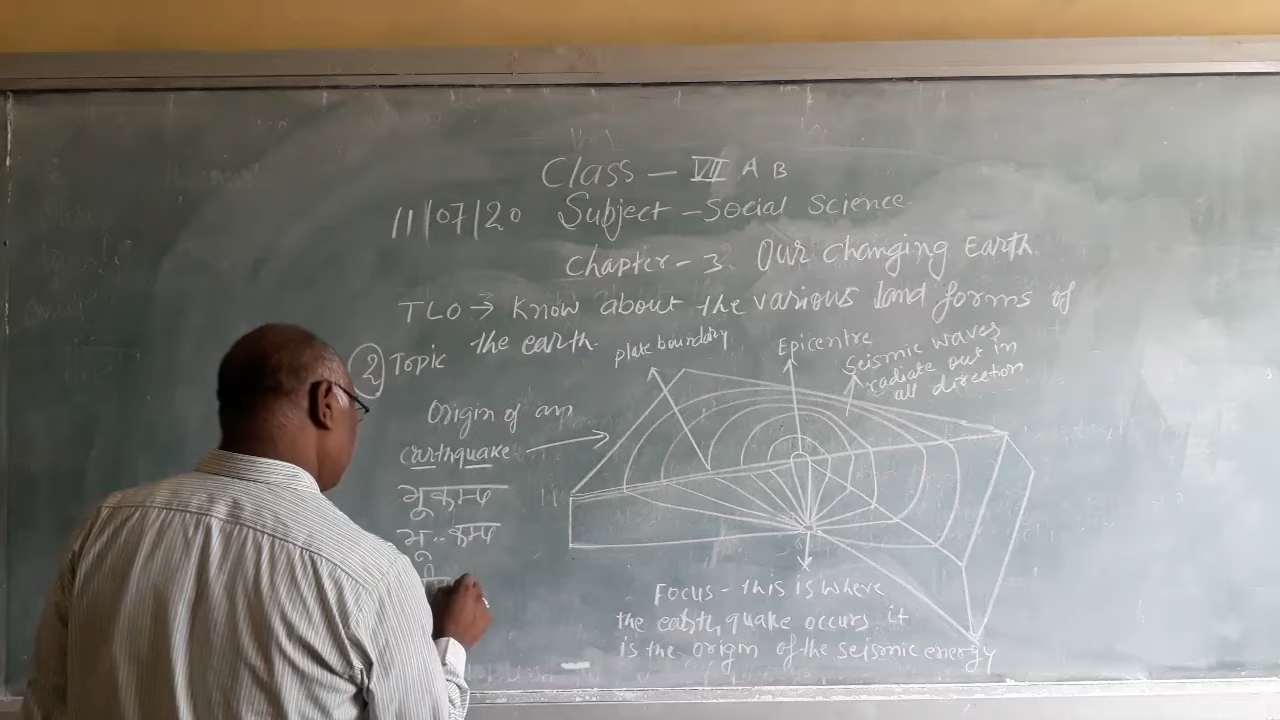 Class - VII A B
11/07/20 Subject - Social Science
Chapter - 3 Our Changing Earth
TLO → Know about the various land forms of
the earth.
② Topic
Origin of an
earthquake →
भूकम्प
भू.. कम्प
plate boundary
Epicentre
Seismic waves
radiate out in
all direction
Focus - this is where
the earth quake occurs. it
is the origin of the seismic energy